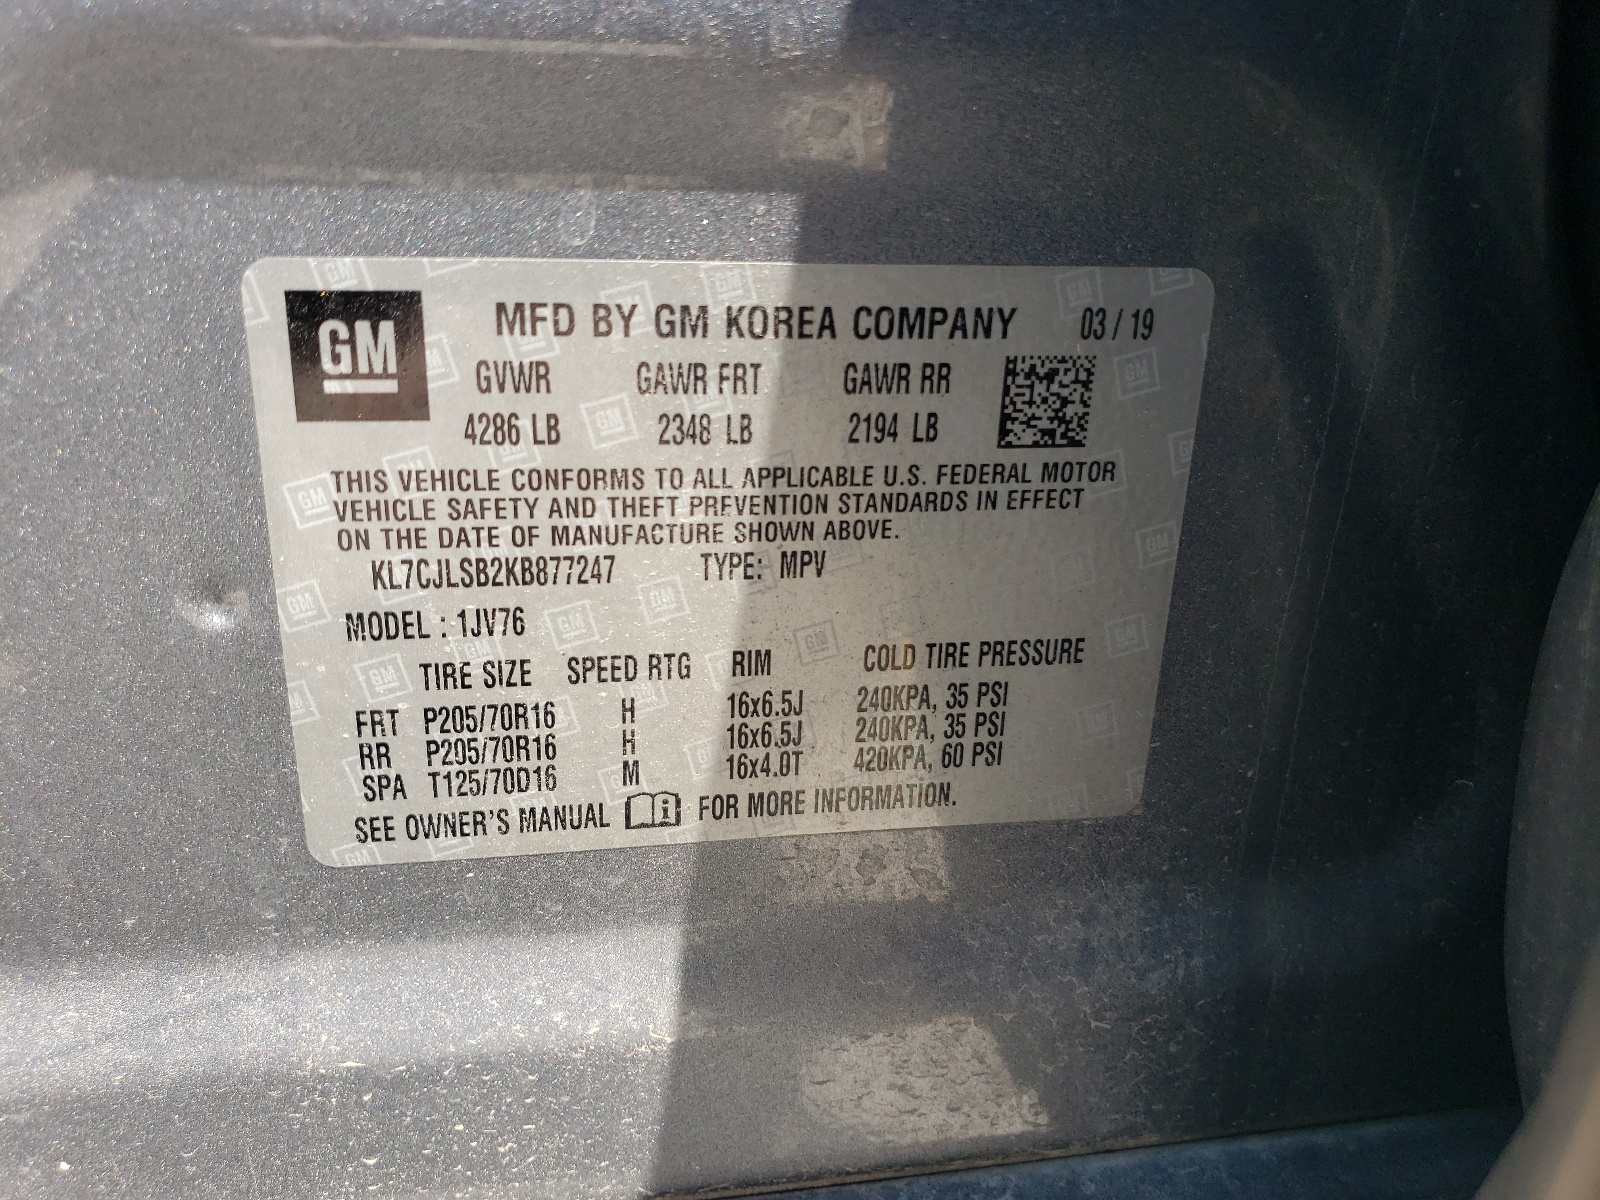 GM
MFD BY GM KOREA COMPANY 03 / 19
GVWR GAWR FRT GAWR RR
4286 LB 2348 LB 2194 LB
THIS VEHICLE CONFORMS TO ALL APPLICABLE U.S. FEDERAL MOTOR
VEHICLE SAFETY AND THEFT PREVENTION STANDARDS IN EFFECT
ON THE DATE OF MANUFACTURE SHOWN ABOVE.
KL7CJLSB2KB877247 TYPE: MPV
MODEL : 1JV76
TIRE SIZE SPEED RTG RIM COLD TIRE PRESSURE
FRT P205/70R16 H 16x6.5J 240KPA, 35 PSI
RR P205/70R16 H 16x6.5J 240KPA, 35 PSI
SPA T125/70D16 M 16x4.0T 420KPA, 60 PSI
SEE OWNER'S MANUAL i FOR MORE INFORMATION.